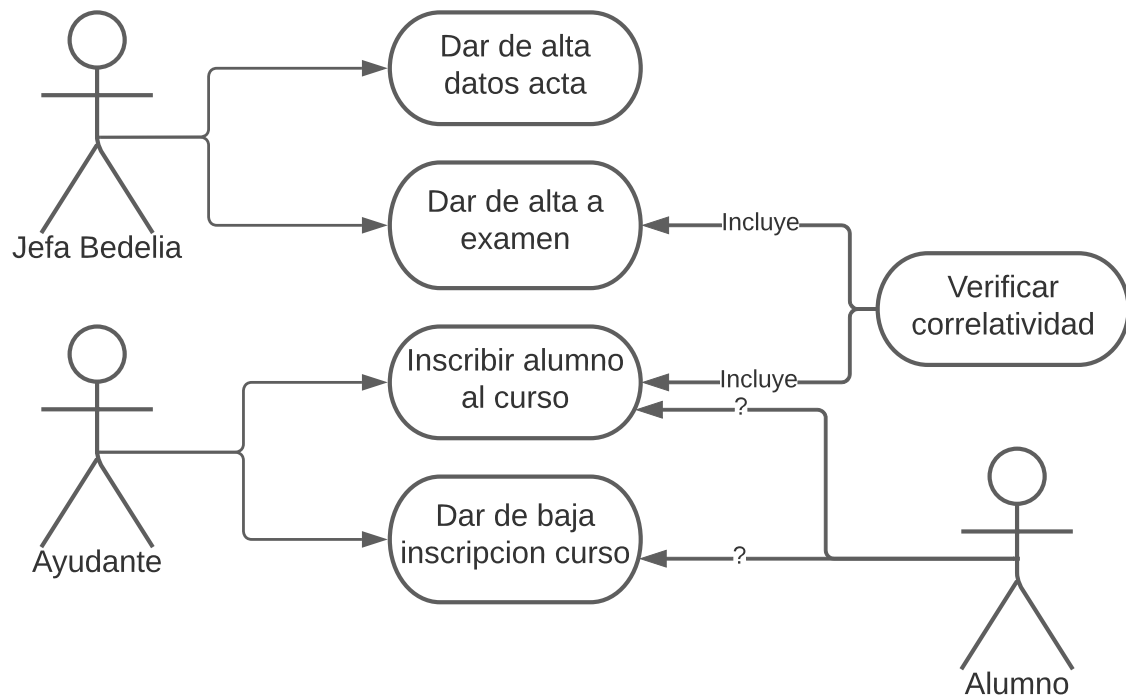 Dar de alta
datos acta
Dar de alta a
examen
Incluye
Jefa Bedelia
Verificar
correlatividad
Inscribir alumno
al curso
Incluye
?
Dar de baja
inscripcion curso
?
Ayudante
Alumno